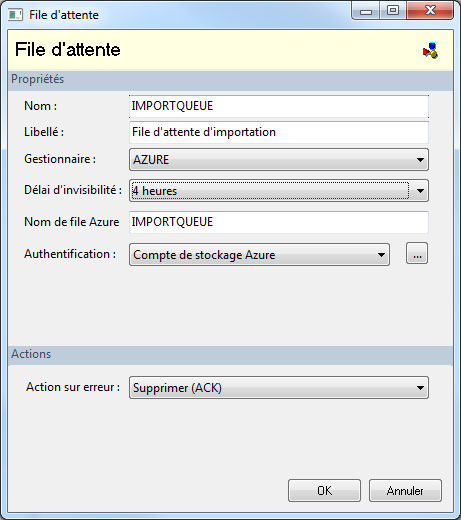 File d'attente
File d'attente
Propriétés
Nom : IMPORTQUEUE
Libellé : File d'attente d'importation
Gestionnaire : AZURE
Délai d'invisibilité : 4 heures
Nom de file Azure IMPORTQUEUE
Authentification : Compte de stockage Azure ...
Actions
Action sur erreur : Supprimer (ACK)
OK Annuler